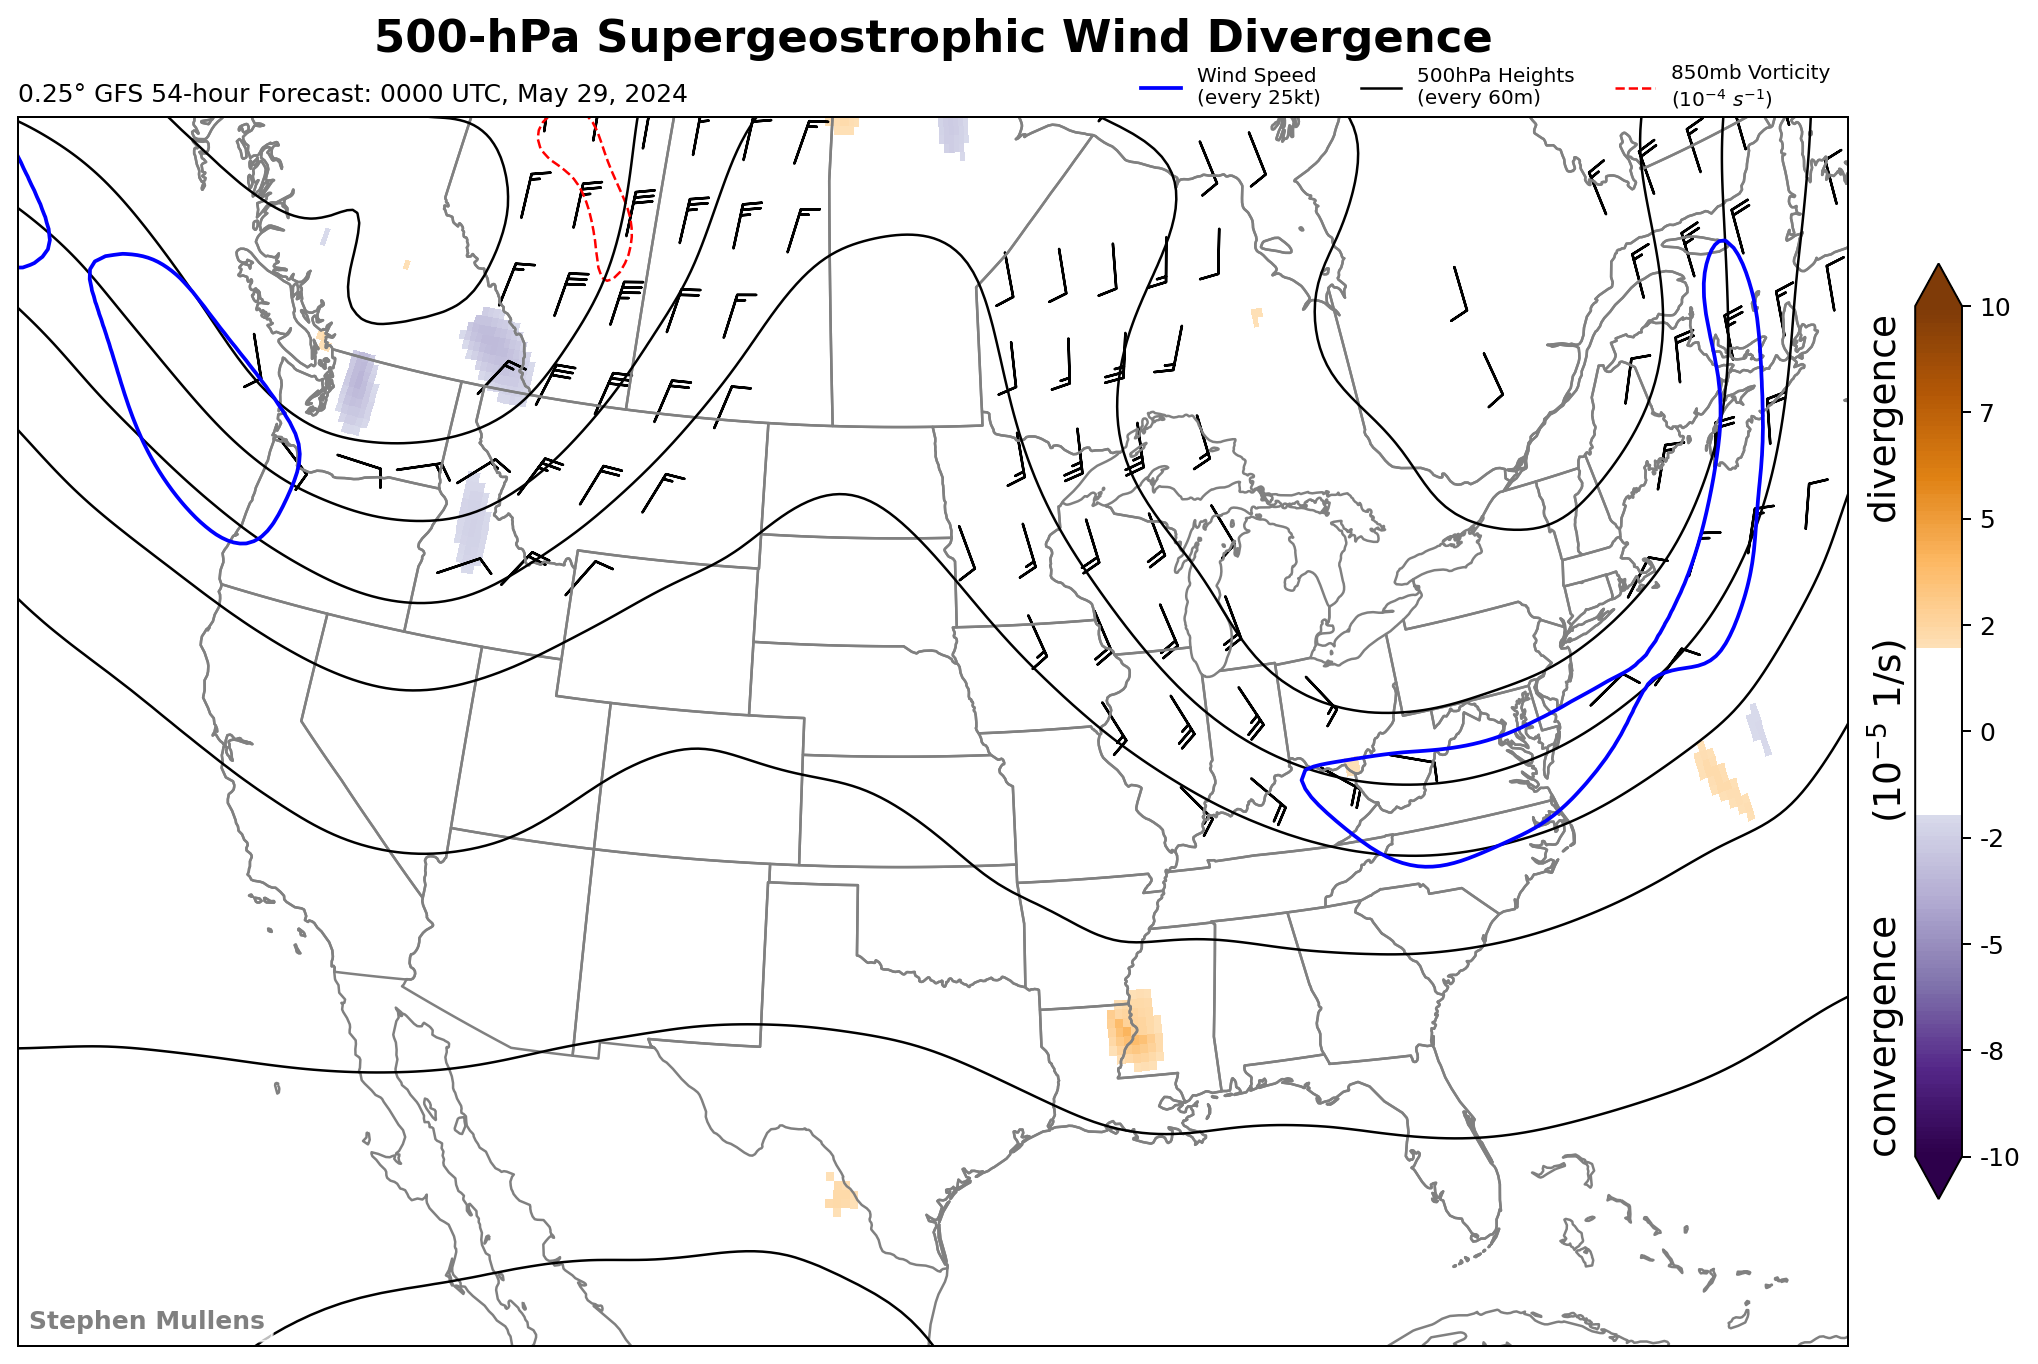 500-hPa Supergeostrophic Wind Divergence
0.25° GFS 54-hour Forecast: 0000 UTC, May 29, 2024
Wind Speed
(every 25kt)
500hPa Heights
(every 60m)
850mb Vorticity
(10⁻⁴ s⁻¹)
10
7
5
2
0
-2
-5
-8
-10
convergence (10⁻⁵ 1/s) divergence
Stephen Mullens